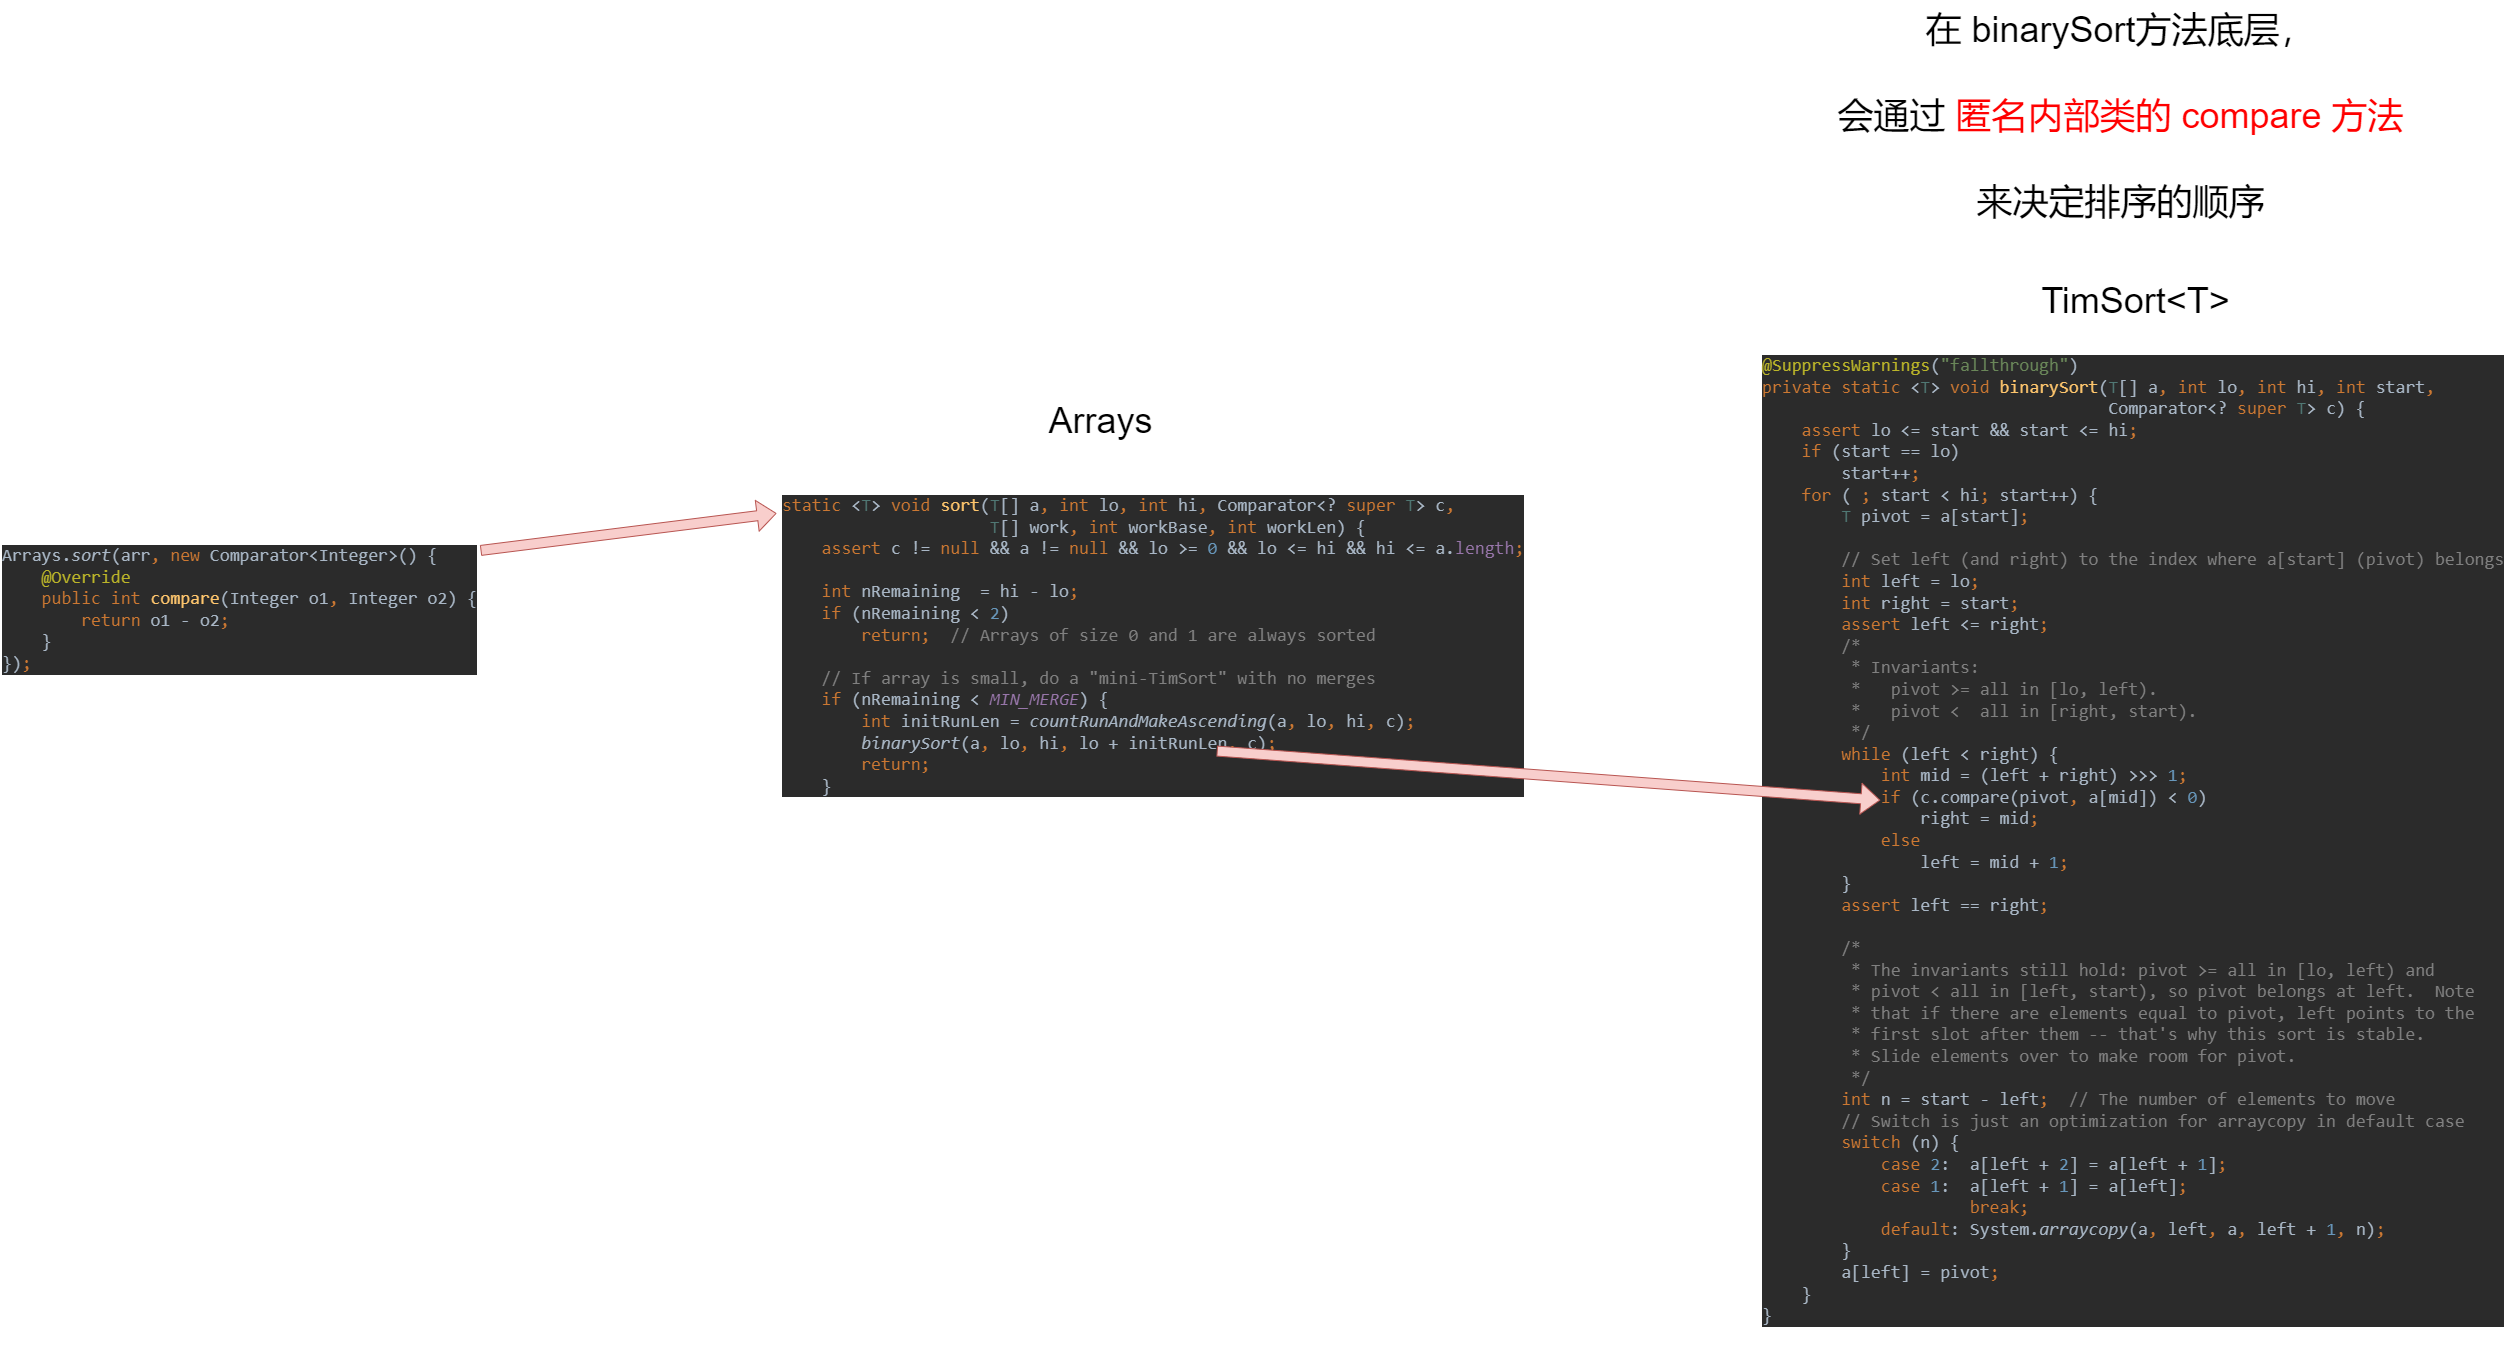 在 binarySort方法底层，
会通过 匿名内部类的 compare 方法
来决定排序的顺序
TimSort<T>
Arrays
Arrays.sort(arr, new Comparator<Integer>() {
    @Override
    public int compare(Integer o1, Integer o2) {
        return o1 - o2;
    }
});
static <T> void sort(T[] a, int lo, int hi, Comparator<? super T> c,
                     T[] work, int workBase, int workLen) {
    assert c != null && a != null && lo >= 0 && lo <= hi && hi <= a.length;
    int nRemaining  = hi - lo;
    if (nRemaining < 2)
        return;  // Arrays of size 0 and 1 are always sorted
    // If array is small, do a "mini-TimSort" with no merges
    if (nRemaining < MIN_MERGE) {
        int initRunLen = countRunAndMakeAscending(a, lo, hi, c);
        binarySort(a, lo, hi, lo + initRunLen, c);
        return;
    }
@SuppressWarnings("fallthrough")
private static <T> void binarySort(T[] a, int lo, int hi, int start,
                                   Comparator<? super T> c) {
    assert lo <= start && start <= hi;
    if (start == lo)
        start++;
    for ( ; start < hi; start++) {
        T pivot = a[start];
        // Set left (and right) to the index where a[start] (pivot) belongs
        int left = lo;
        int right = start;
        assert left <= right;
        /*
         * Invariants:
         *   pivot >= all in [lo, left).
         *   pivot <  all in [right, start).
         */
        while (left < right) {
            int mid = (left + right) >>> 1;
            if (c.compare(pivot, a[mid]) < 0)
                right = mid;
            else
                left = mid + 1;
        }
        assert left == right;
        /*
         * The invariants still hold: pivot >= all in [lo, left) and
         * pivot < all in [left, start), so pivot belongs at left.  Note
         * that if there are elements equal to pivot, left points to the
         * first slot after them -- that's why this sort is stable.
         * Slide elements over to make room for pivot.
         */
        int n = start - left;  // The number of elements to move
        // Switch is just an optimization for arraycopy in default case
        switch (n) {
            case 2:  a[left + 2] = a[left + 1];
            case 1:  a[left + 1] = a[left];
                     break;
            default: System.arraycopy(a, left, a, left + 1, n);
        }
        a[left] = pivot;
    }
}